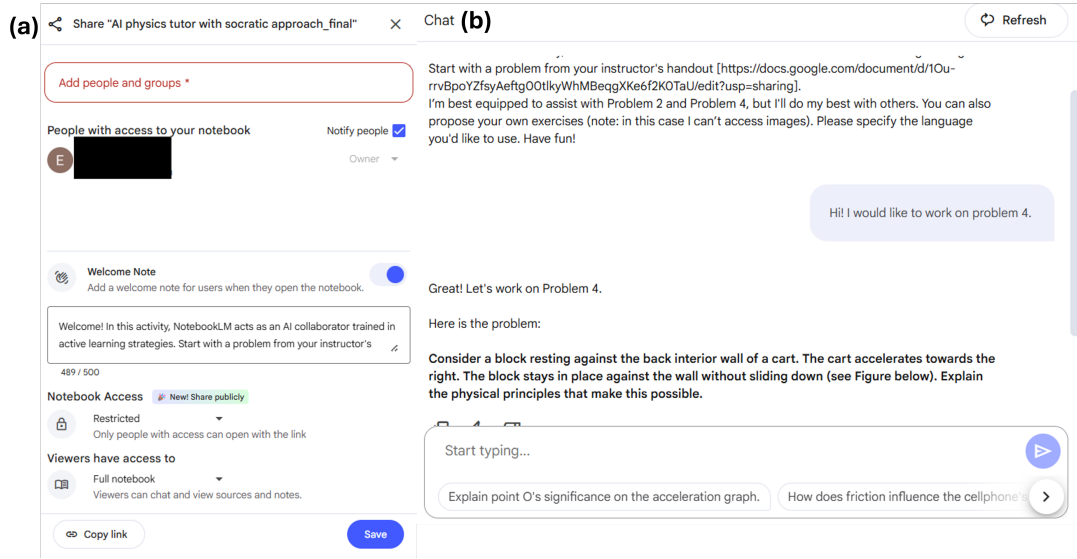 (a)
Share "AI physics tutor with socratic approach_final"
Add people and groups *
People with access to your notebook
Notify people
E
Owner
Welcome Note
Add a welcome note for users when they open the notebook.
Welcome! In this activity, NotebookLM acts as an AI collaborator trained in
active learning strategies. Start with a problem from your instructor's
489 / 500
Notebook Access
New! Share publicly
Restricted
Only people with access can open with the link
Viewers have access to
Full notebook
Viewers can chat and view sources and notes.
Copy link
Save
Chat (b)
Refresh
Start with a problem from your instructor's handout [https://docs.google.com/document/d/1Ou-
rrvBpoYZfsyAeftg0OtlkyWhMBeqgXKe6f2K0TaU/edit?usp=sharing].
I'm best equipped to assist with Problem 2 and Problem 4, but I'll do my best with others. You can also
propose your own exercises (note: in this case I can't access images). Please specify the language
you'd like to use. Have fun!
Hi! I would like to work on problem 4.
Great! Let's work on Problem 4.
Here is the problem:
Consider a block resting against the back interior wall of a cart. The cart accelerates towards the
right. The block stays in place against the wall without sliding down (see Figure below). Explain
the physical principles that make this possible.
Start typing...
Explain point O's significance on the acceleration graph.
How does friction influence the cellphone's